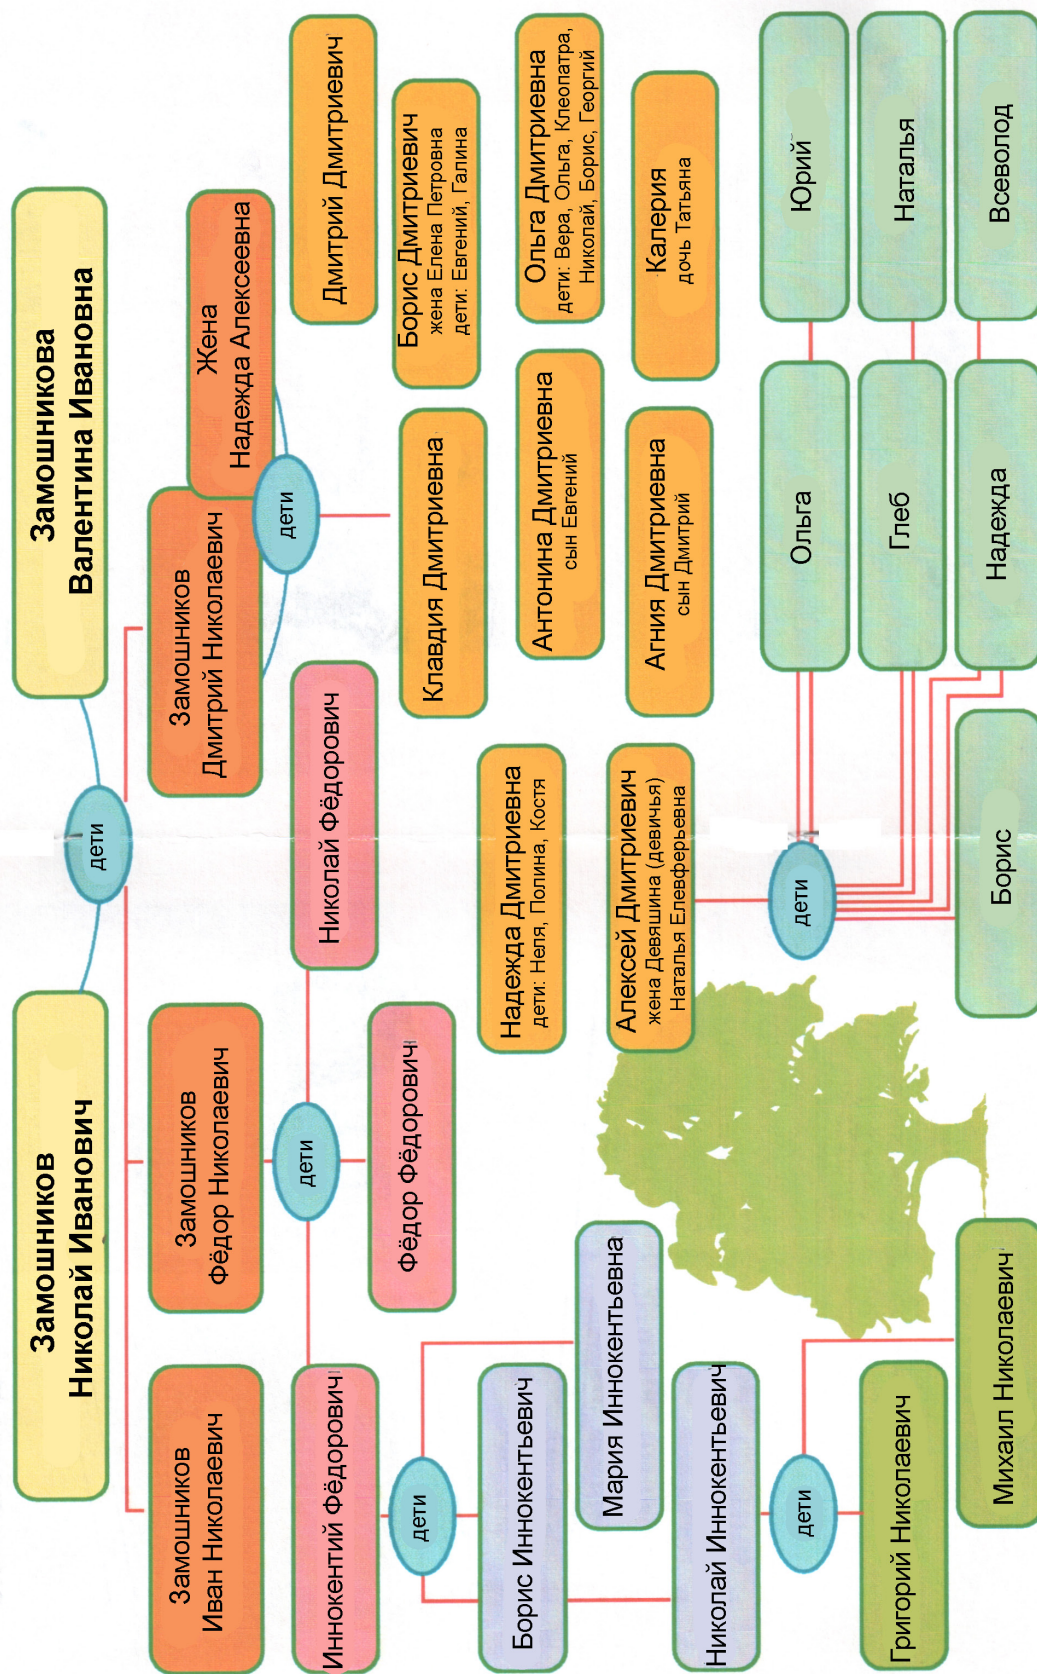 Замошников
Николай Иванович
Замошникова
Валентина Ивановна
дети
Замошников
Иван Николаевич
Замошников
Фёдор Николаевич
Замошников
Дмитрий Николаевич
Жена
Надежда Алексеевна
дети
дети
Иннокентий Фёдорович
Николай Фёдорович
Фёдор Фёдорович
Дмитрий Дмитриевич
Клавдия Дмитриевна
Борис Дмитриевич
жена Елена Петровна
дети: Евгений, Галина
дети
Борис Иннокентьевич
Мария Иннокентьевна
Николай Иннокентьевич
Надежда Дмитриевна
дети: Неля, Полина, Костя
Антонина Дмитриевна
сын Евгений
Ольга Дмитриевна
дети: Вера, Ольга, Клеопатра,
Николай, Борис, Георгий
Алексей Дмитриевич
жена Девяшина (девичья)
Наталья Елевферьевна
Агния Дмитриевна
сын Дмитрий
Калерия
дочь Татьяна
дети
Григорий Николаевич
Михаил Николаевич
дети
Ольга
Юрий
Глеб
Наталья
Борис
Надежда
Всеволод